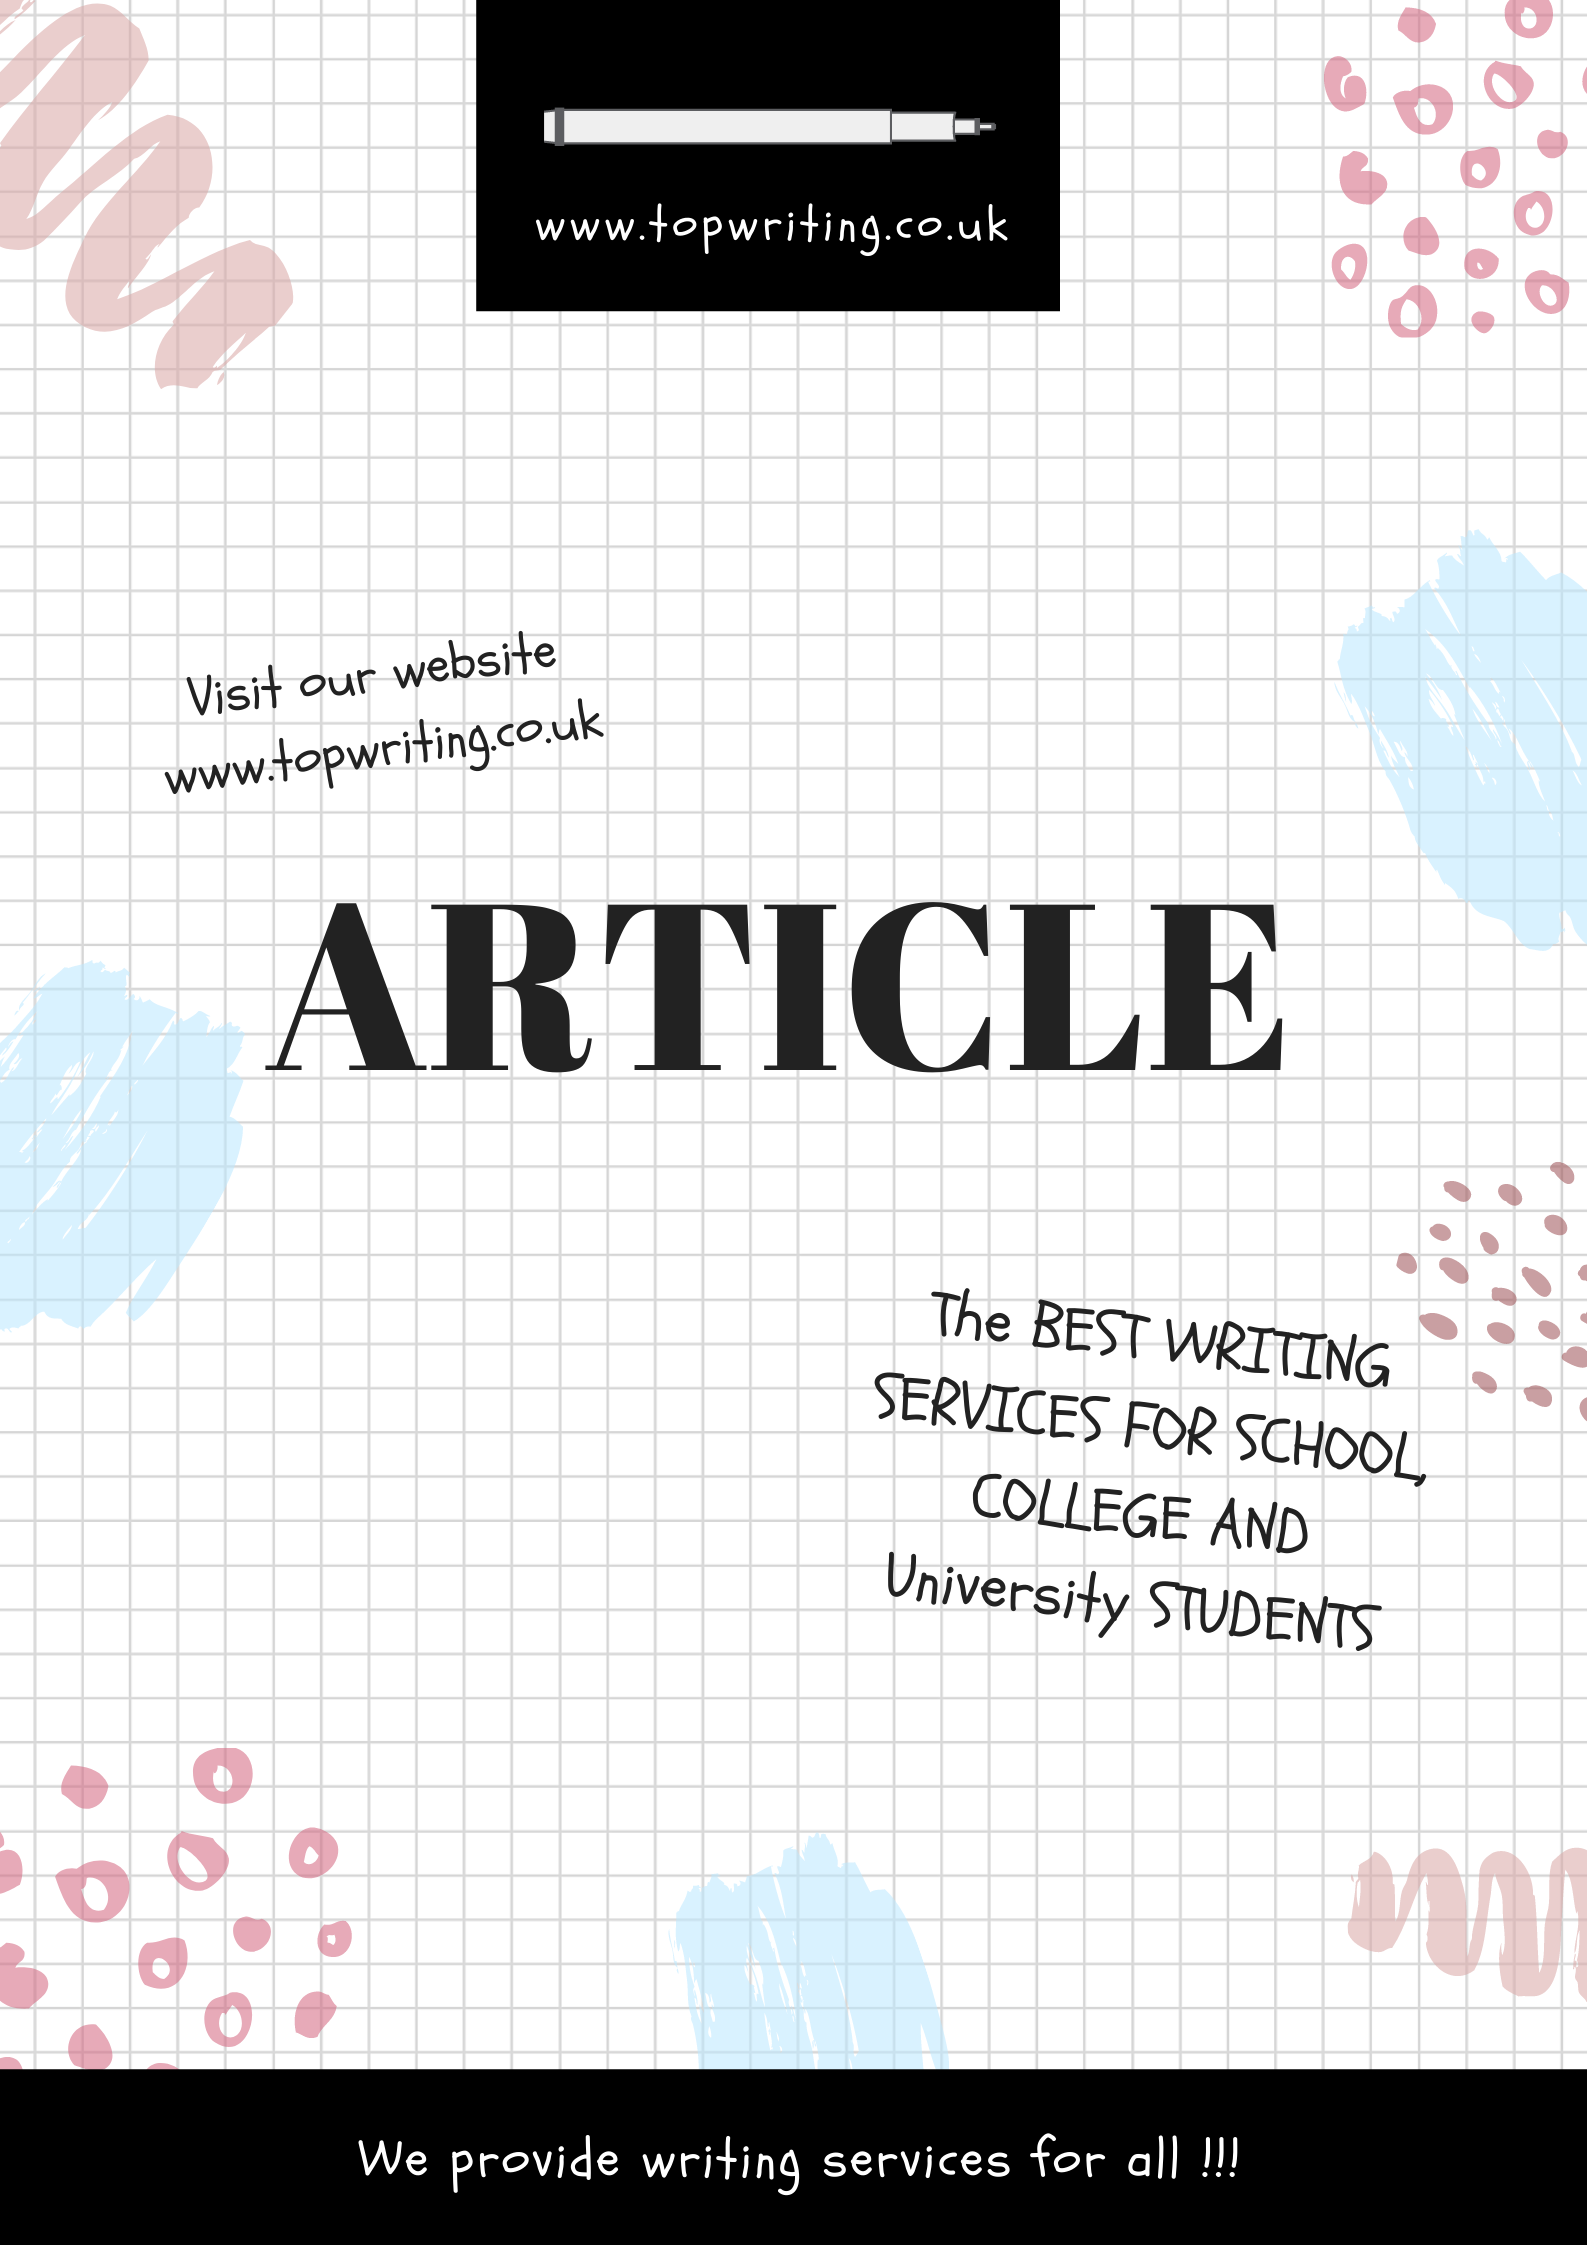 www.topwriting.co.uk
Visit our website
www.topwriting.co.uk
ARTICLE
The BEST WRITING
SERVICES FOR SCHOOL,
COLLEGE AND
University STUDENTS
We provide writing services for all !!!